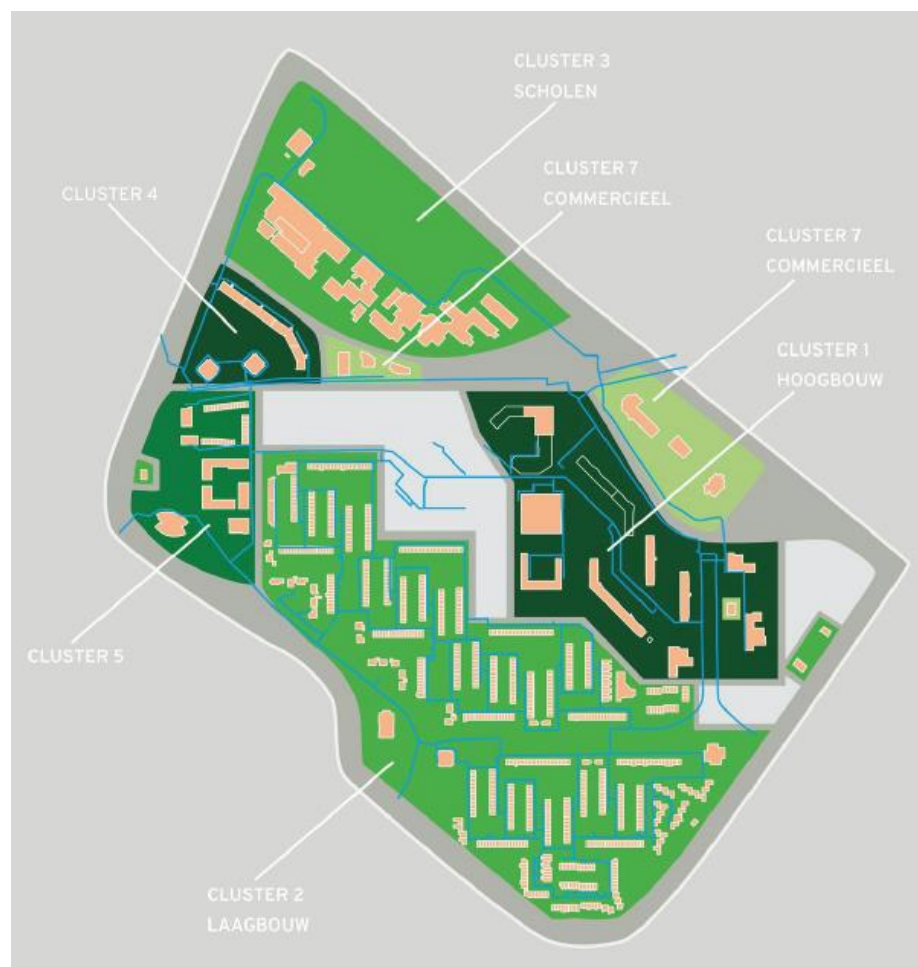 CLUSTER 3
SCHOLEN
CLUSTER 7
COMMERCIEEL
CLUSTER 4
CLUSTER 7
COMMERCIEEL
CLUSTER 1
HOOGBOUW
CLUSTER 5
CLUSTER 2
LAAGBOUW